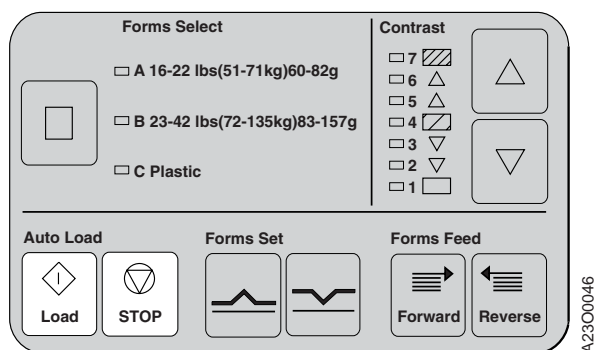 Forms Select
A 16-22 lbs(51-71kg)60-82g
B 23-42 lbs(72-135kg)83-157g
C Plastic
Contrast
7
6
5
4
3
2
1
Auto Load
Load
STOP
Forms Set
Forms Feed
Forward
Reverse
A23O0046